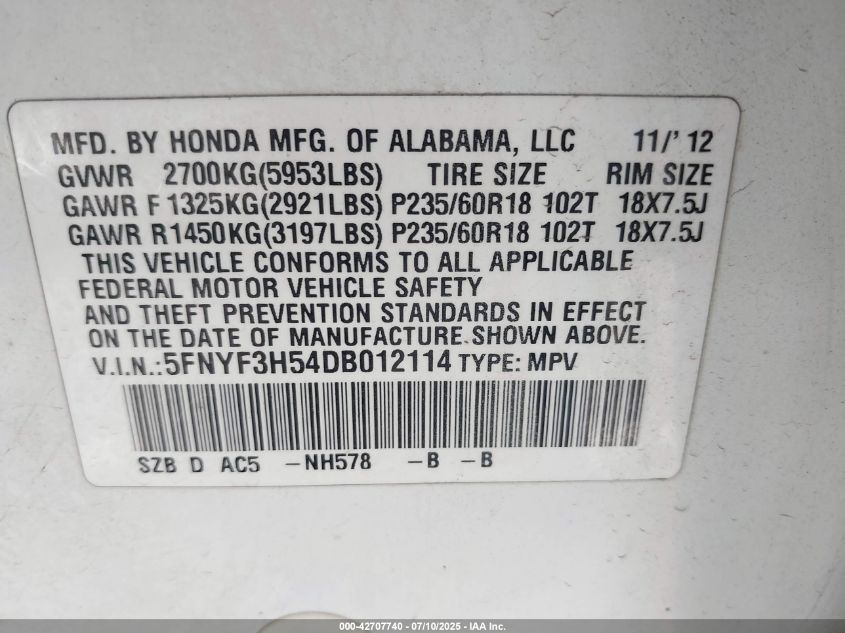 MFD. BY HONDA MFG. OF ALABAMA, LLC 11/'12
GVWR 2700KG(5953LBS) TIRE SIZE RIM SIZE
GAWR F 1325KG(2921LBS) P235/60R18 102T 18X7.5J
GAWR R1450KG(3197LBS) P235/60R18 102T 18X7.5J
THIS VEHICLE CONFORMS TO ALL APPLICABLE
FEDERAL MOTOR VEHICLE SAFETY
AND THEFT PREVENTION STANDARDS IN EFFECT
ON THE DATE OF MANUFACTURE SHOWN ABOVE.
V.I.N.:5FNYF3H54DB012114 TYPE: MPV
SZB D AC5 -NH578 -B -B
000-42707740 - 07/10/2025 - IAA Inc.